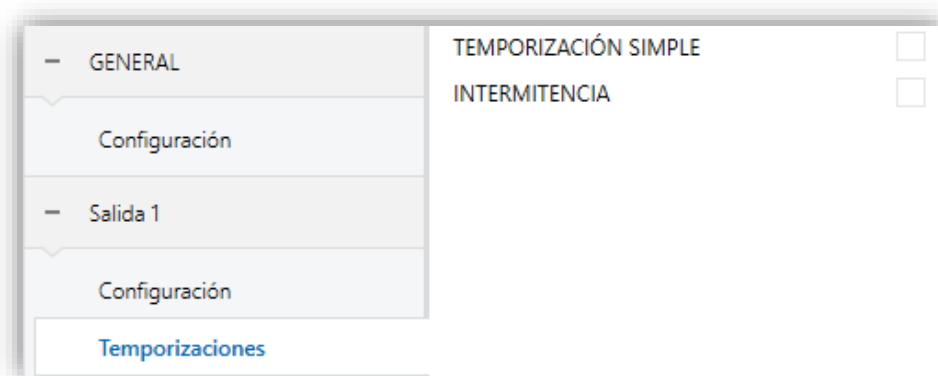 GENERAL
Configuración
Salida 1
Configuración
Temporizaciones
TEMPORIZACIÓN SIMPLE
INTERMITENCIA